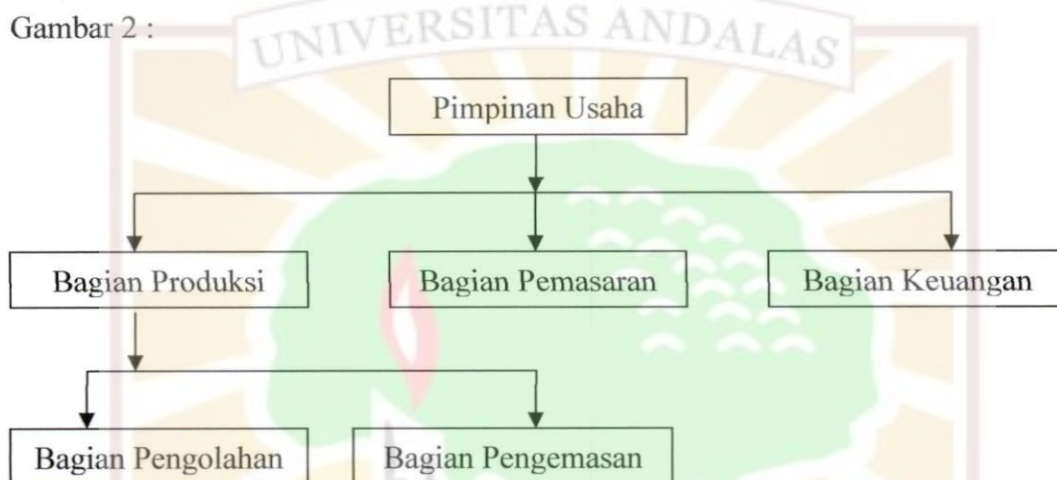 Gambar 2 :
UNIVERSITAS ANDALAS
Pimpinan Usaha
Bagian Produksi
Bagian Pemasaran
Bagian Keuangan
Bagian Pengolahan
Bagian Pengemasan